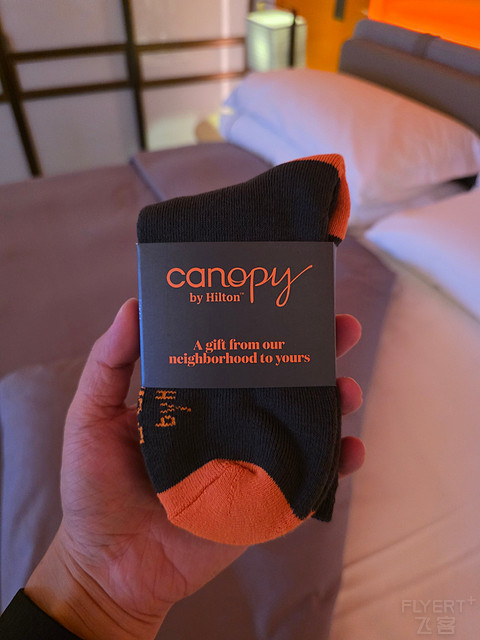 canopy
by Hilton™
A gift from our
neighborhood to yours
FLYERT+
飞客